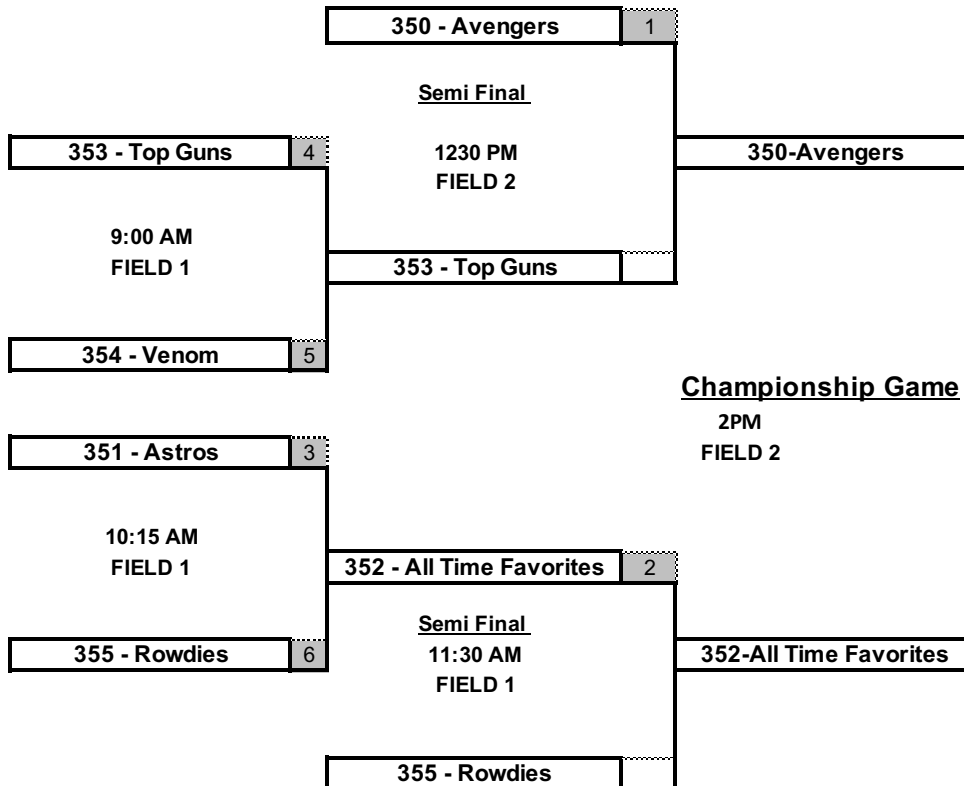 350 - Avengers 1
Semi Final
353 - Top Guns 4
1230 PM
350-Avengers
FIELD 2
9:00 AM
FIELD 1
353 - Top Guns
354 - Venom 5
Championship Game
2PM
351 - Astros 3
FIELD 2
10:15 AM
FIELD 1
352 - All Time Favorites 2
Semi Final
355 - Rowdies 6
11:30 AM
352-All Time Favorites
FIELD 1
355 - Rowdies